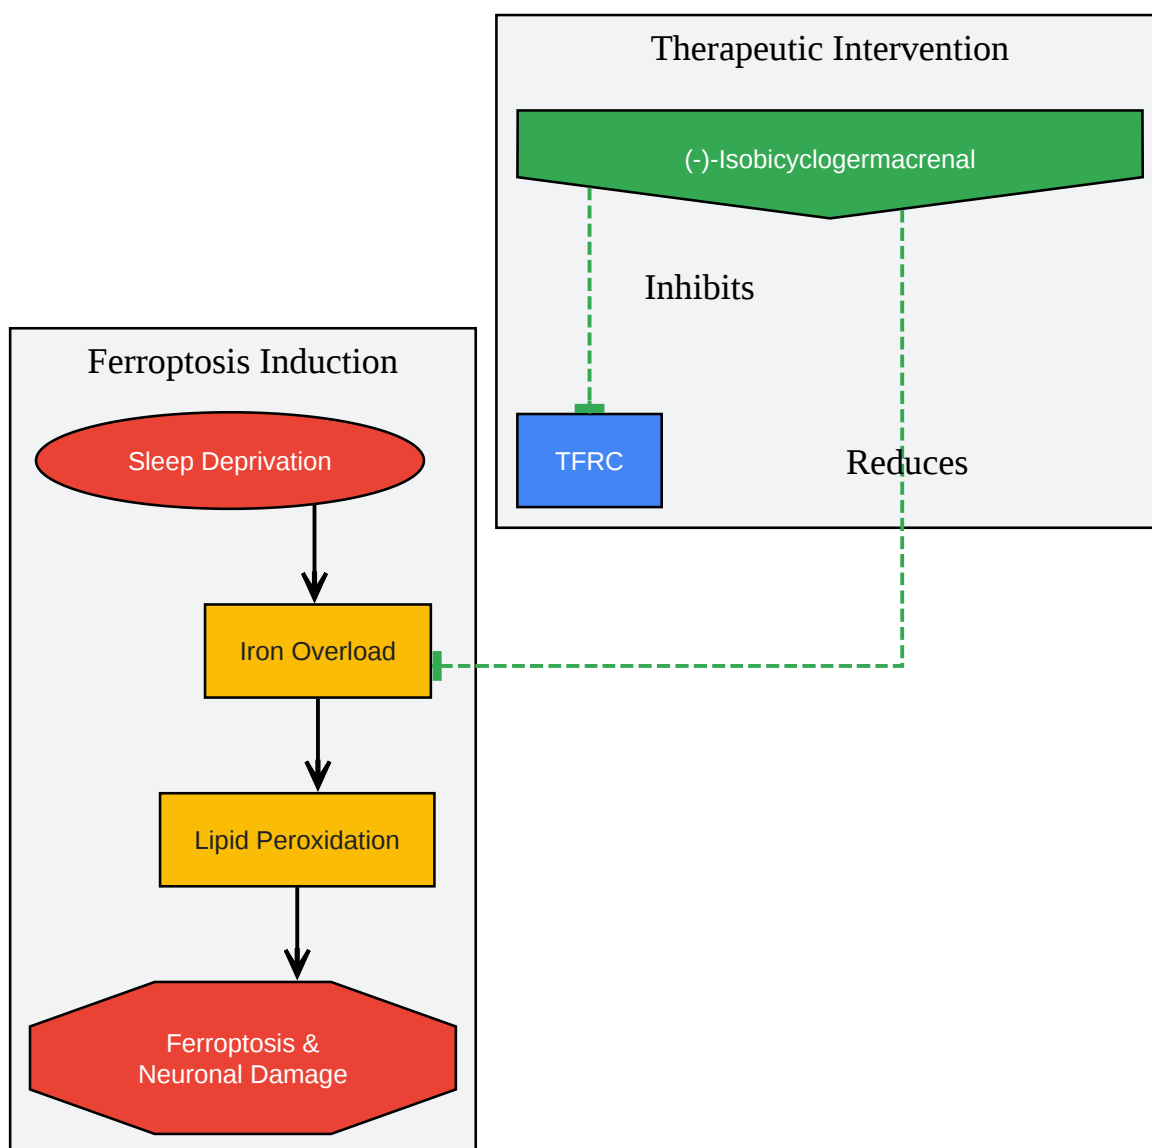 Therapeutic Intervention
(-)-Isobicyclogermacrenal
Inhibits
TFRC
Reduces
Ferroptosis Induction
Sleep Deprivation
Iron Overload
Lipid Peroxidation
Ferroptosis &
Neuronal Damage